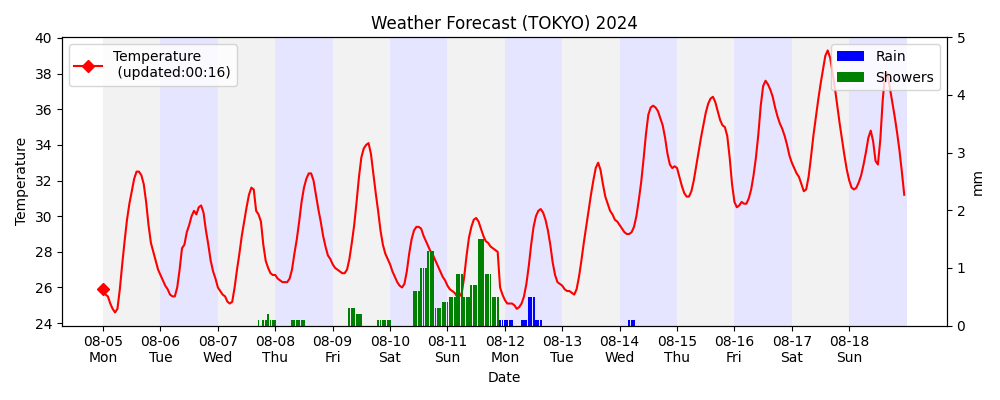 Weather Forecast (TOKYO) 2024
Temperature
(updated:00:16)
Rain
Showers
40
38
36
34
32
30
28
26
24
Temperature
5
4
3
2
1
0
mm
08-05 08-06 08-07 08-08 08-09 08-10 08-11 08-12 08-13 08-14 08-15 08-16 08-17 08-18
Mon Tue Wed Thu Fri Sat Sun Mon Tue Wed Thu Fri Sat Sun
Date